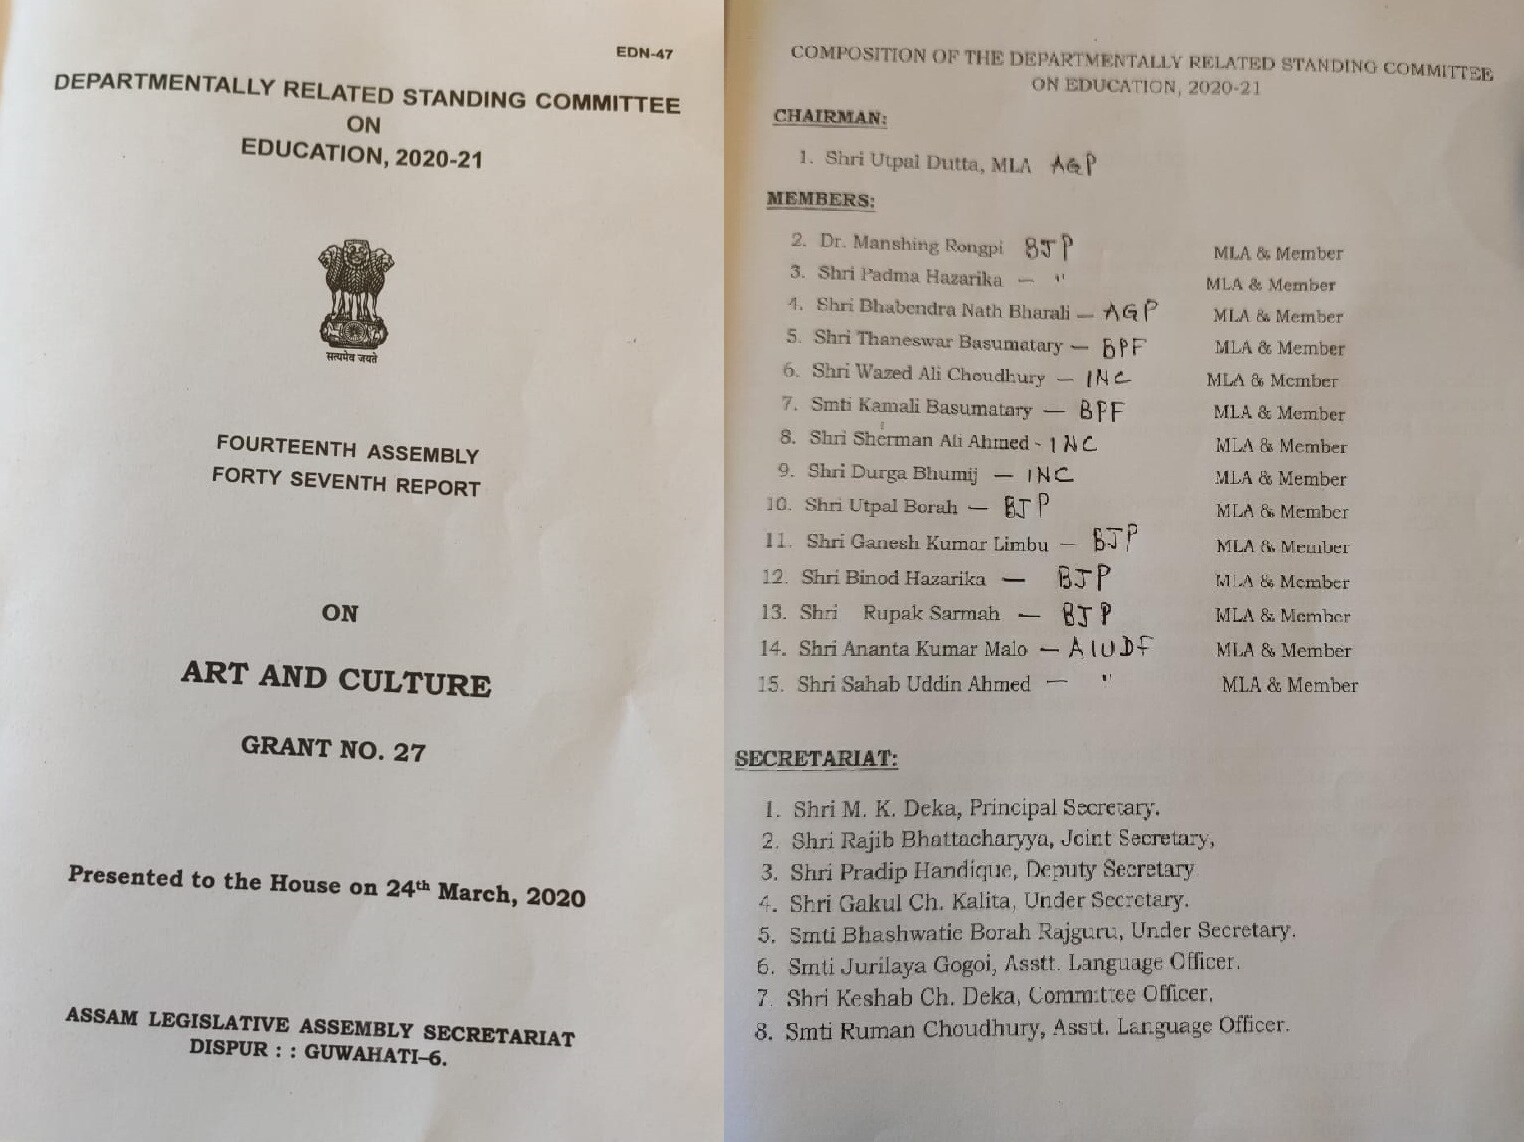 EDN-47
DEPARTMENTALLY RELATED STANDING COMMITTEE
ON
EDUCATION, 2020-21
सत्यमेव जयते
FOURTEENTH ASSEMBLY
FORTY SEVENTH REPORT
ON
ART AND CULTURE
GRANT NO. 27
Presented to the House on 24th March, 2020
ASSAM LEGISLATIVE ASSEMBLY SECRETARIAT
DISPUR : : GUWAHATI–6.
COMPOSITION OF THE DEPARTMENTALLY RELATED STANDING COMMITTEE
ON EDUCATION, 2020-21
CHAIRMAN:
1. Shri Utpal Dutta, MLA AGP
MEMBERS:
2. Dr. Manshing Rongpi BJP MLA & Member
3. Shri Padma Hazarika — " MLA & Member
4. Shri Bhabendra Nath Bharali — AGP MLA & Member
5. Shri Thaneswar Basumatary — BPF MLA & Member
6. Shri Wazed Ali Choudhury — INC MLA & Member
7. Smti Kamali Basumatary — BPF MLA & Member
8. Shri Sherman Ali Ahmed - INC MLA & Member
9. Shri Durga Bhumij — INC MLA & Member
10. Shri Utpal Borah — BJP MLA & Member
11. Shri Ganesh Kumar Limbu — BJP MLA & Member
12. Shri Binod Hazarika — BJP MLA & Member
13. Shri Rupak Sarmah — BJP MLA & Member
14. Shri Ananta Kumar Malo — AIUDF MLA & Member
15. Shri Sahab Uddin Ahmed — " MLA & Member
SECRETARIAT:
1. Shri M. K. Deka, Principal Secretary.
2. Shri Rajib Bhattacharyya, Joint Secretary,
3. Shri Pradip Handique, Deputy Secretary
4. Shri Gakul Ch. Kalita, Under Secretary.
5. Smti Bhashwatie Borah Rajguru, Under Secretary.
6. Smti Jurilaya Gogoi, Asstt. Language Officer.
7. Shri Keshab Ch. Deka, Committee Officer.
8. Smti Ruman Choudhury, Asstt. Language Officer.